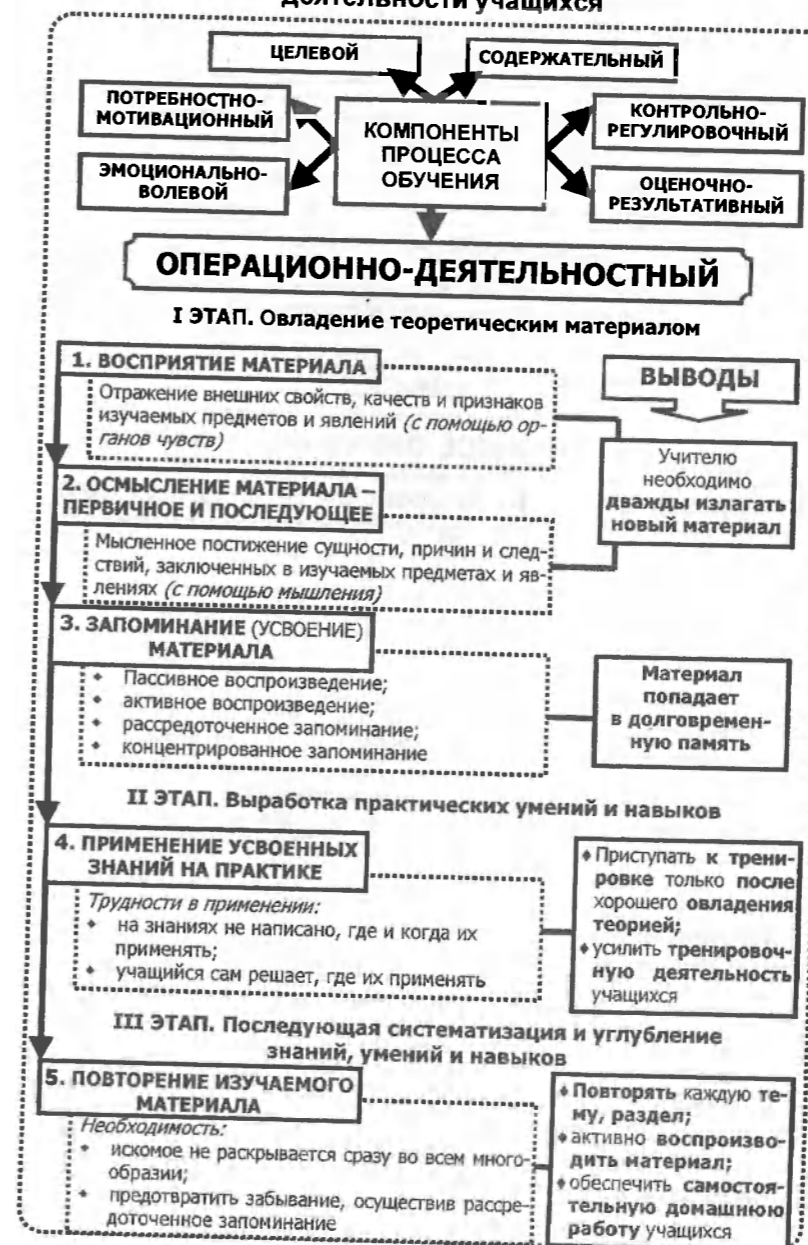 деятельности учащихся
ЦЕЛЕВОЙ
СОДЕРЖАТЕЛЬНЫЙ
ПОТРЕБНОСТНО-
МОТИВАЦИОННЫЙ
КОМПОНЕНТЫ
ПРОЦЕССА
ОБУЧЕНИЯ
КОНТРОЛЬНО-
РЕГУЛИРОВОЧНЫЙ
ЭМОЦИОНАЛЬНО-
ВОЛЕВОЙ
ОЦЕНОЧНО-
РЕЗУЛЬТАТИВНЫЙ
ОПЕРАЦИОННО-ДЕЯТЕЛЬНОСТНЫЙ
I ЭТАП. Овладение теоретическим материалом
1. ВОСПРИЯТИЕ МАТЕРИАЛА
Отражение внешних свойств, качеств и признаков
изучаемых предметов и явлений (с помощью ор-
ганов чувств)
ВЫВОДЫ
Учителю
необходимо
дважды излагать
новый материал
2. ОСМЫСЛЕНИЕ МАТЕРИАЛА –
ПЕРВИЧНОЕ И ПОСЛЕДУЮЩЕЕ
Мысленное постижение сущности, причин и след-
ствий, заключенных в изучаемых предметах и яв-
лениях (с помощью мышления)
3. ЗАПОМИНАНИЕ (УСВОЕНИЕ)
МАТЕРИАЛА
• Пассивное воспроизведение;
• активное воспроизведение;
• рассредоточенное запоминание;
• концентрированное запоминание
Материал
попадает
в долговремен-
ную память
II ЭТАП. Выработка практических умений и навыков
4. ПРИМЕНЕНИЕ УСВОЕННЫХ
ЗНАНИЙ НА ПРАКТИКЕ
Трудности в применении:
• на знаниях не написано, где и когда их
применять;
• учащийся сам решает, где их применять
♦ Приступать к трени-
ровке только после
хорошего овладения
теорией;
♦ усилить тренировоч-
ную деятельность
учащихся
III ЭТАП. Последующая систематизация и углубление
знаний, умений и навыков
5. ПОВТОРЕНИЕ ИЗУЧАЕМОГО
МАТЕРИАЛА
Необходимость:
• искомое не раскрывается сразу во всем много-
образии;
• предотвратить забывание, осуществив рассре-
доточенное запоминание
♦ Повторять каждую те-
му, раздел;
♦ активно воспроизво-
дить материал;
♦ обеспечить самостоя-
тельную домашнюю
работу учащихся